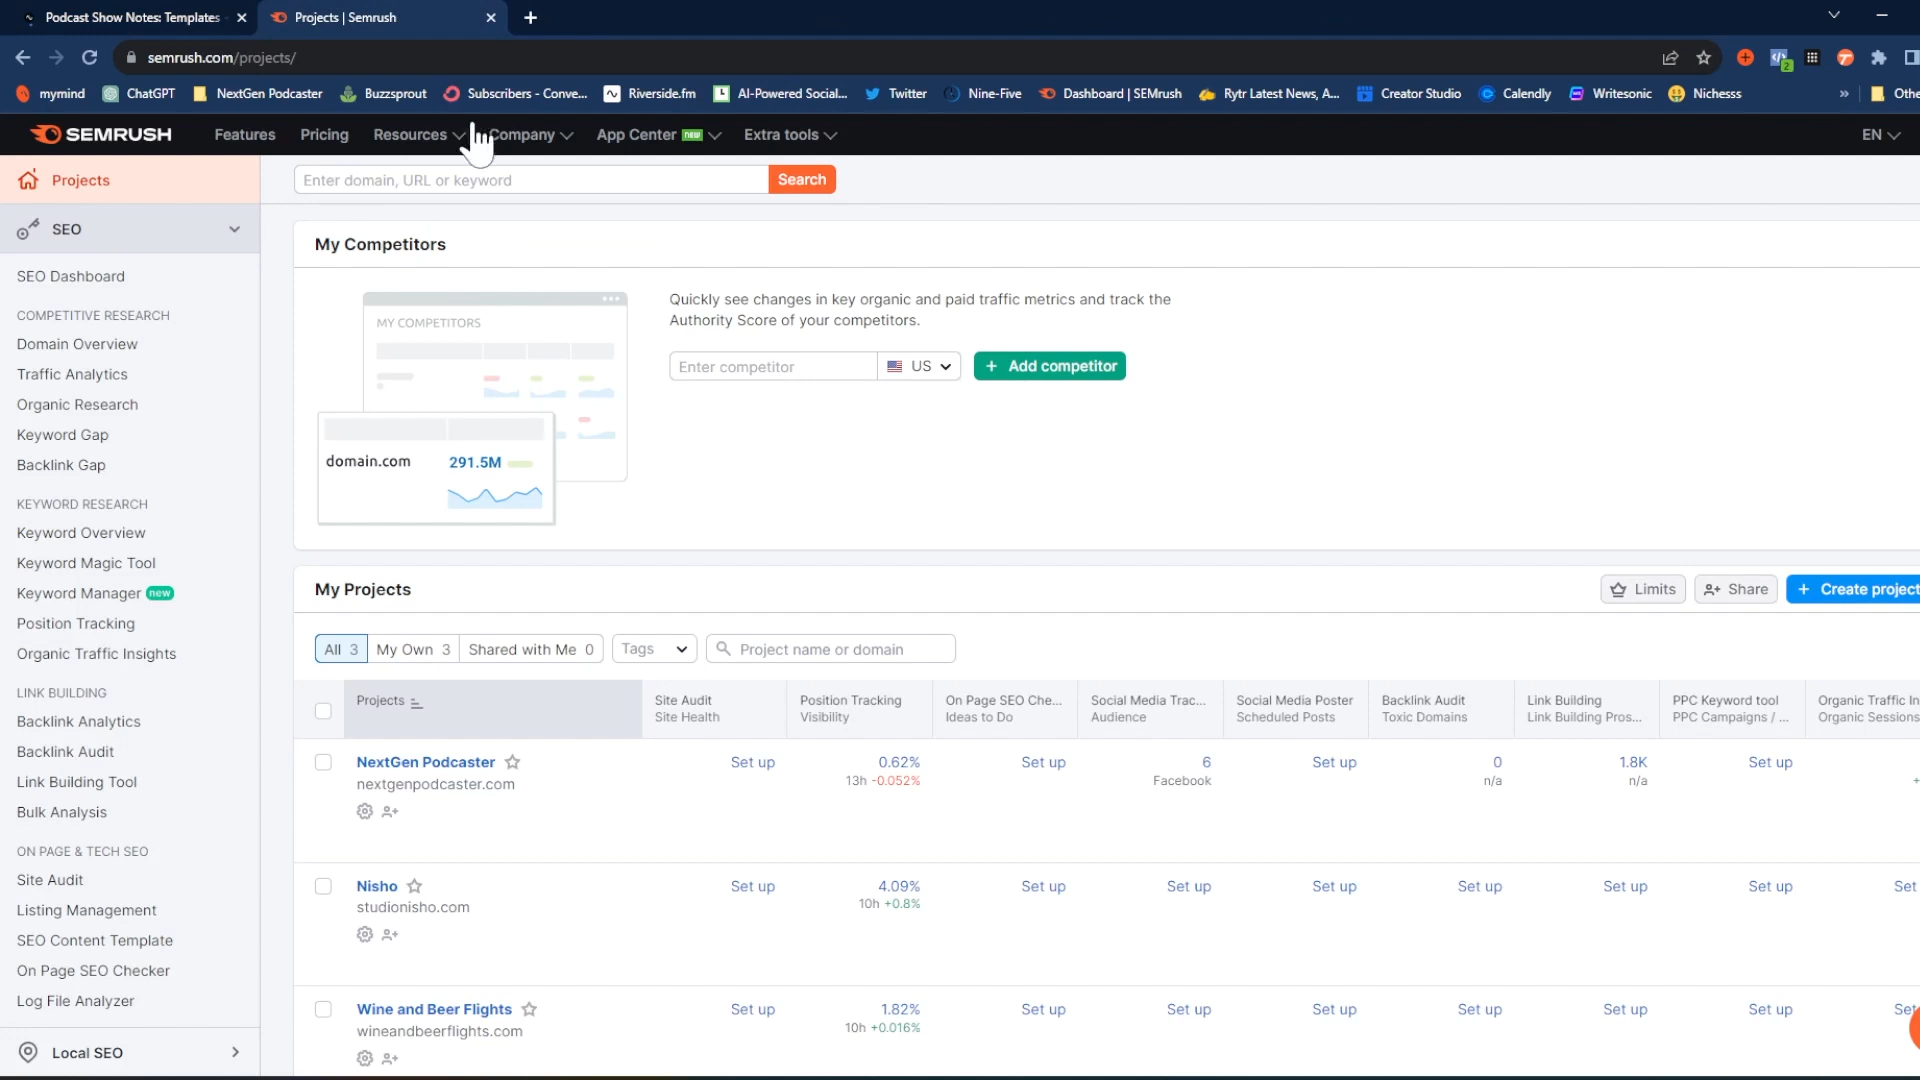 Podcast Show Notes: Templates
Projects | Semrush
semrush.com/projects/
2
mymind
ChatGPT
NextGen Podcaster
Buzzsprout
Subscribers - Conve...
Riverside.fm
AI-Powered Social...
Twitter
Nine-Five
Dashboard | SEMrush
Rytr Latest News, A...
Creator Studio
Calendly
Writesonic
Nichesss
»
Othe
SEMRUSH
Features
Pricing
Resources
Company
App Center NEW
Extra tools
EN
Projects
Enter domain, URL or keyword
Search
SEO
My Competitors
SEO Dashboard
COMPETITIVE RESEARCH
Domain Overview
Traffic Analytics
Organic Research
Keyword Gap
Backlink Gap
KEYWORD RESEARCH
Keyword Overview
Keyword Magic Tool
Keyword Manager new
Position Tracking
Organic Traffic Insights
LINK BUILDING
Backlink Analytics
Backlink Audit
Link Building Tool
Bulk Analysis
ON PAGE & TECH SEO
Site Audit
Listing Management
SEO Content Template
On Page SEO Checker
Log File Analyzer
Local SEO
MY COMPETITORS
domain.com
291.5M
Quickly see changes in key organic and paid traffic metrics and track the
Authority Score of your competitors.
Enter competitor
US
+ Add competitor
My Projects
Limits
Share
+ Create project
All 3
My Own 3
Shared with Me 0
Tags
Project name or domain
Projects
Site Audit
Site Health
Position Tracking
Visibility
On Page SEO Che...
Ideas to Do
Social Media Trac...
Audience
Social Media Poster
Scheduled Posts
Backlink Audit
Toxic Domains
Link Building
Link Building Pros...
PPC Keyword tool
PPC Campaigns / ...
Organic Traffic In
Organic Sessions
NextGen Podcaster
nextgenpodcaster.com
Set up
0.62%
13h -0.052%
Set up
6
Facebook
Set up
0
n/a
1.8K
n/a
Set up
+
Nisho
studionisho.com
Set up
4.09%
10h +0.8%
Set up
Set up
Set up
Set up
Set up
Set up
Set
Wine and Beer Flights
wineandbeerflights.com
Set up
1.82%
10h +0.016%
Set up
Set up
Set up
Set up
Set up
Set up
Set